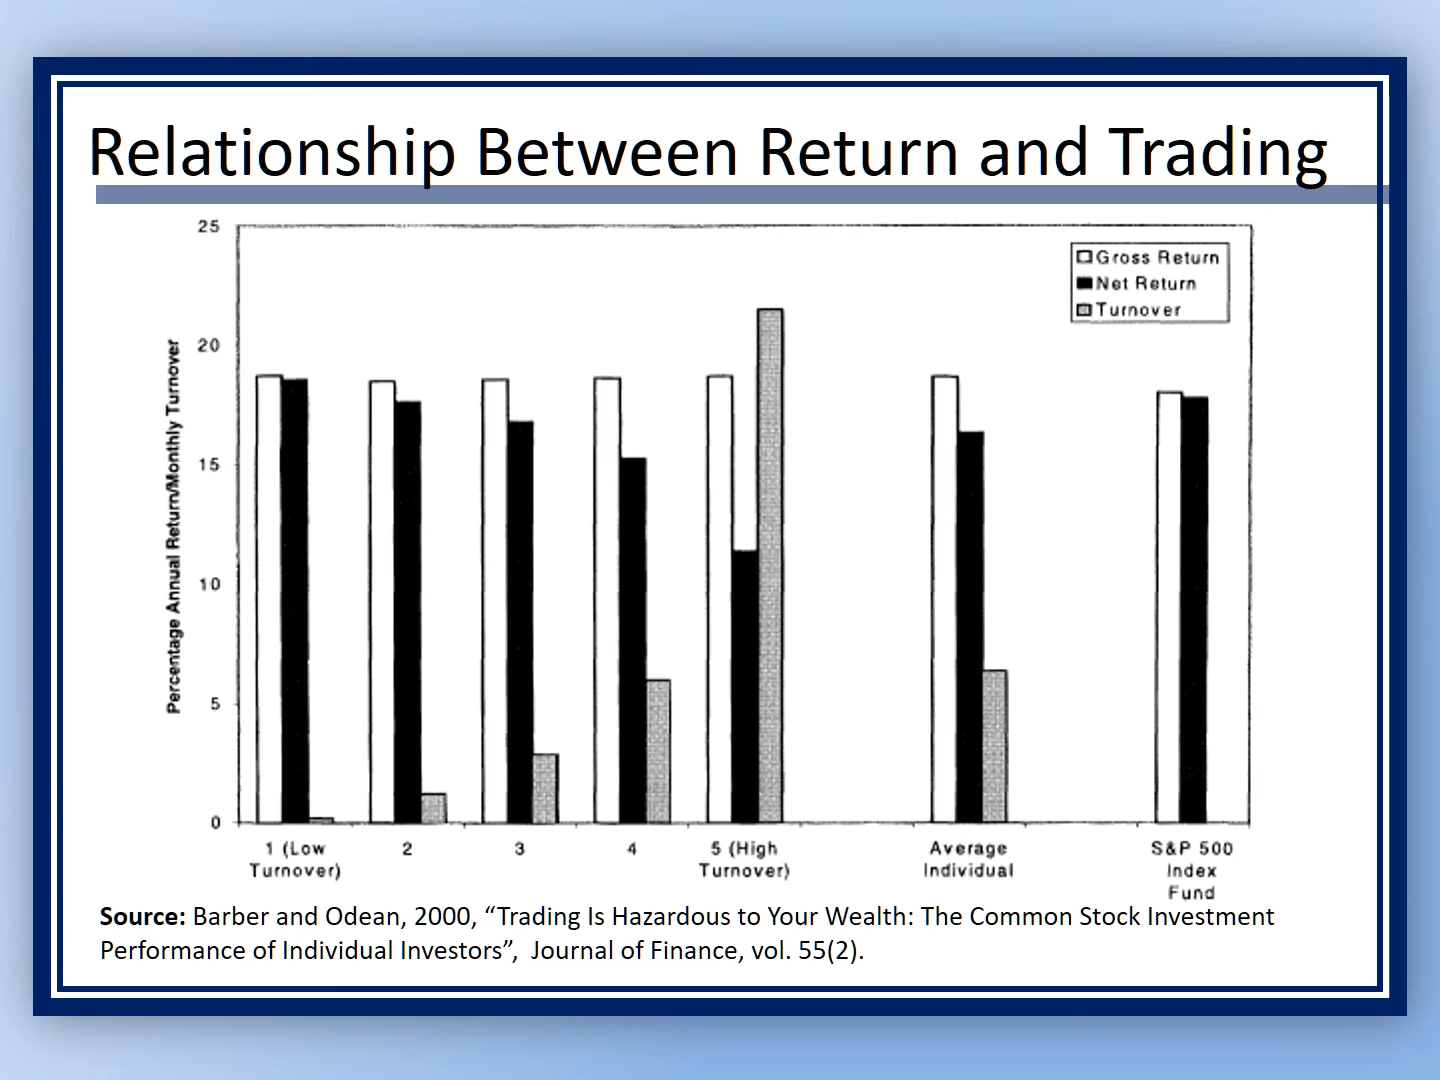 Relationship Between Return and Trading
25
20
15
10
5
0
Percentage Annual Return/Monthly Turnover
Gross Return
Net Return
Turnover
1 (Low
Turnover)
2
3
4
5 (High
Turnover)
Average
Individual
S&P 500
Index
Fund
Source: Barber and Odean, 2000, “Trading Is Hazardous to Your Wealth: The Common Stock Investment
Performance of Individual Investors”, Journal of Finance, vol. 55(2).